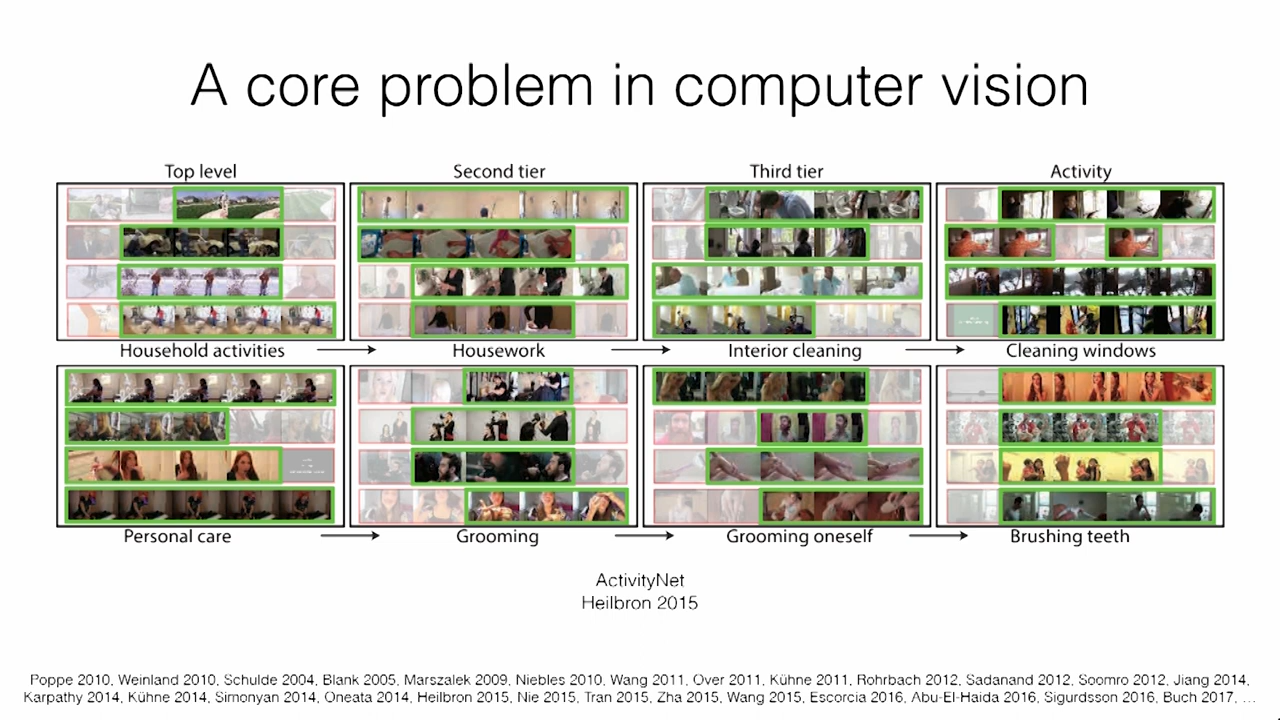 A core problem in computer vision
Top level
Second tier
Third tier
Activity
Household activities
Housework
Interior cleaning
Cleaning windows
Personal care
Grooming
Grooming oneself
Brushing teeth
ActivityNet
Heilbron 2015
Poppe 2010, Weinland 2010, Schulde 2004, Blank 2005, Marszalek 2009, Niebles 2010, Wang 2011, Over 2011, Kühne 2011, Rohrbach 2012, Sadanand 2012, Soomro 2012, Jiang 2014,
Karpathy 2014, Kühne 2014, Simonyan 2014, Oneata 2014, Heilbron 2015, Nie 2015, Tran 2015, Zha 2015, Wang 2015, Escorcia 2016, Abu-El-Haida 2016, Sigurdsson 2016, Buch 2017, ...